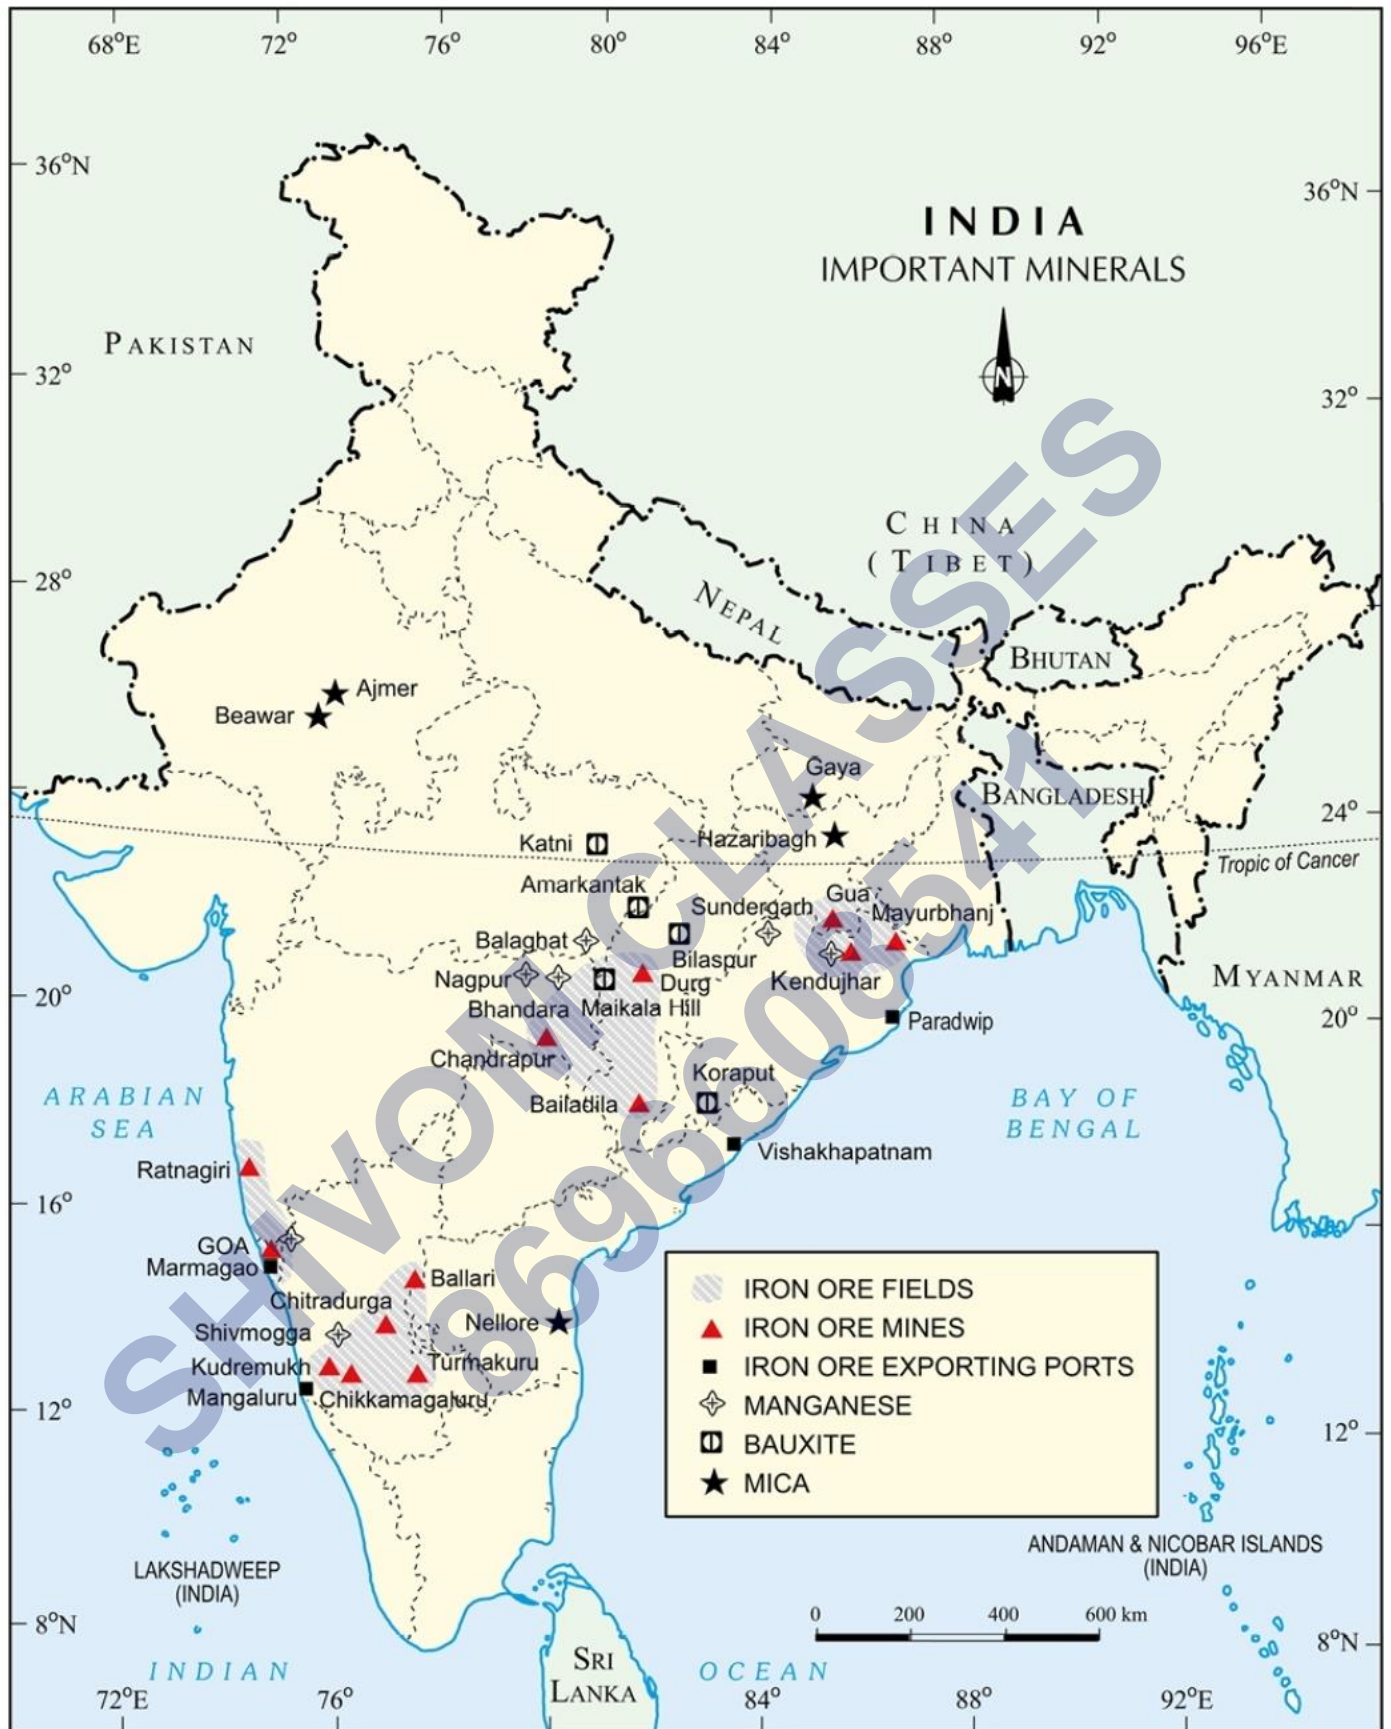 68°E 72° 76° 80° 84° 88° 92° 96°E
36°N
36°N
INDIA
IMPORTANT MINERALS
N
PAKISTAN
32°
32°
CHINA
(TIBET)
28°
NEPAL
BHUTAN
Ajmer
Beawar
Gaya
BANGLADESH
24°
Katni
Hazaribagh
Tropic of Cancer
Amarkantak
Gua
Sundergarh
Mayurbhanj
Balaghat
Bilaspur
Nagpur
Durg
Kendujhar
MYANMAR
20°
Bhandara
Maikala Hill
Paradwip
20°
Chandrapur
Koraput
ARABIAN
SEA
Bailadila
BAY OF
BENGAL
Vishakhapatnam
Ratnagiri
16°
GOA
Marmagao
Ballari
Chitradurga
Nellore
Shivmogga
Kudremukh
Turmakuru
Mangaluru
Chikkamagaluru
12°
IRON ORE FIELDS
IRON ORE MINES
IRON ORE EXPORTING PORTS
MANGANESE
BAUXITE
MICA
12°
LAKSHADWEEP
(INDIA)
ANDAMAN & NICOBAR ISLANDS
(INDIA)
0 200 400 600 km
8°N
8°N
INDIAN
OCEAN
SRI
LANKA
72°E 76° 84° 88° 92°E
SHIVOM CLASSES
8696608541